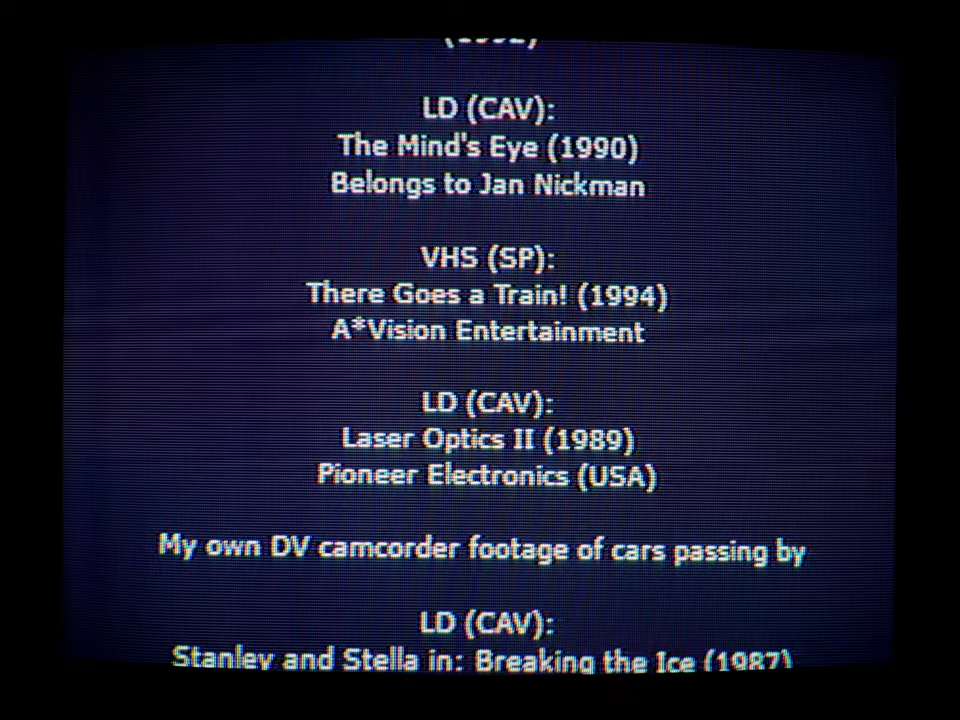 (1992)
LD (CAV):
The Mind's Eye (1990)
Belongs to Jan Nickman
VHS (SP):
There Goes a Train! (1994)
A*Vision Entertainment
LD (CAV):
Laser Optics II (1989)
Pioneer Electronics (USA)
My own DV camcorder footage of cars passing by
LD (CAV):
Stanley and Stella in: Breaking the Ice (1987)